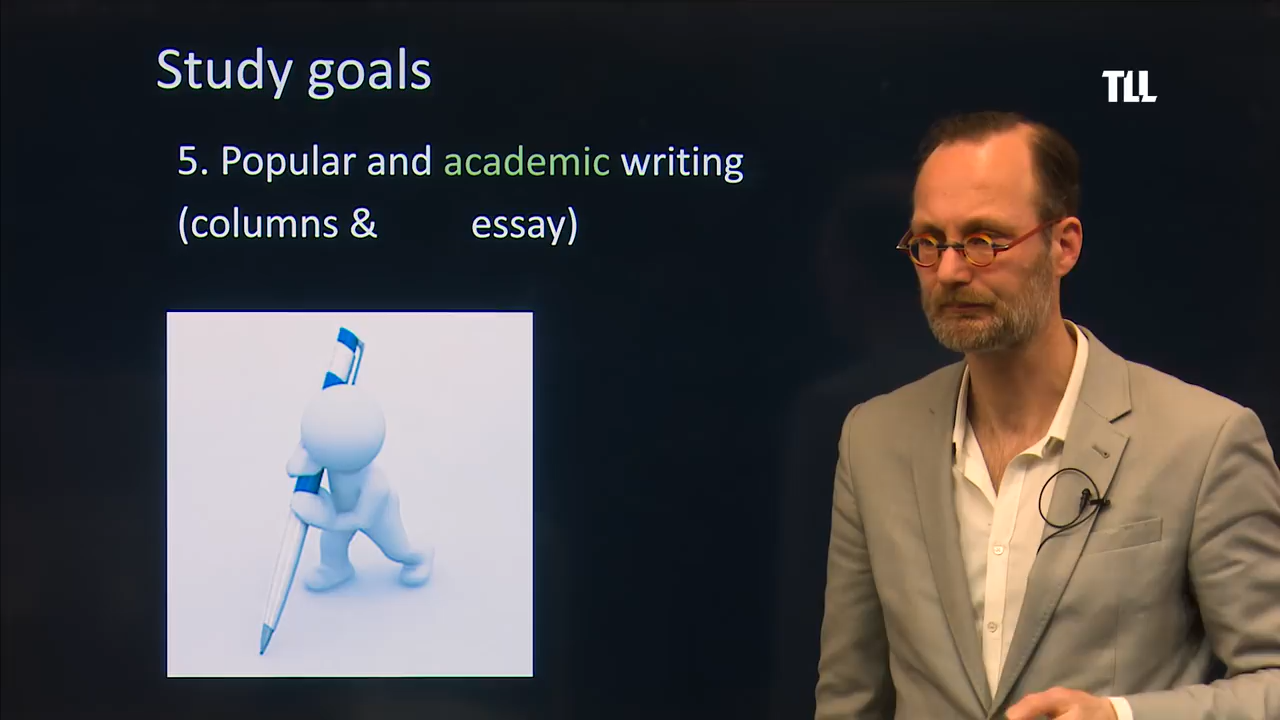 Study goals
TLL
5. Popular and academic writing
(columns & essay)